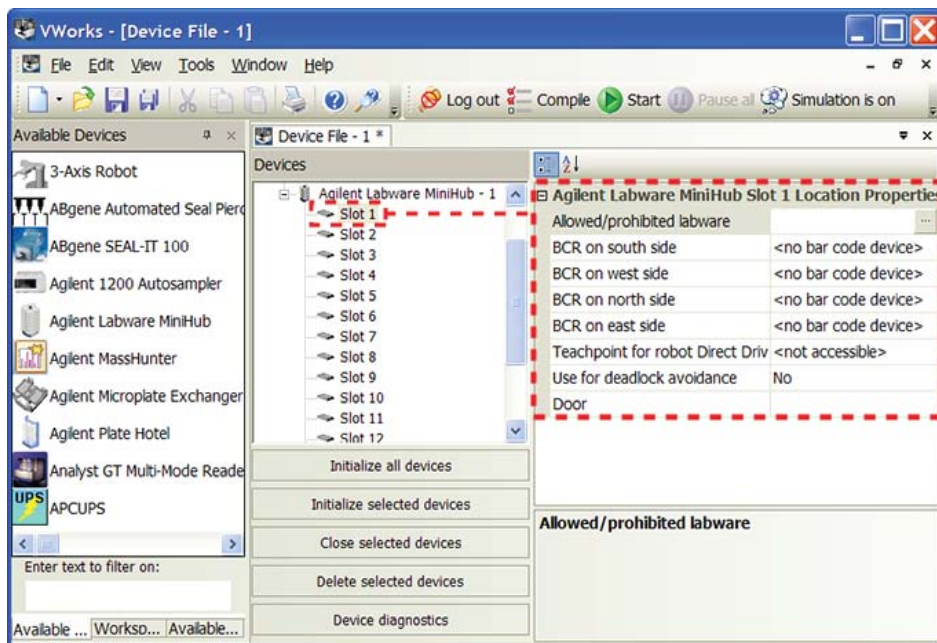 VWorks - [Device File - 1]
File Edit View Tools Window Help
Log out Compile Start Pause all Simulation is on
Available Devices
3-Axis Robot
ABgene Automated Seal Pierc
ABgene SEAL-IT 100
Agilent 1200 Autosampler
Agilent Labware MiniHub
Agilent MassHunter
Agilent Microplate Exchanger
Agilent Plate Hotel
Analyst GT Multi-Mode Reade
UPS
APCUPS
Enter text to filter on:
Available ... Worksp... Available...
Device File - 1 *
Devices
Agilent Labware MiniHub - 1
Slot 1
Slot 2
Slot 3
Slot 4
Slot 5
Slot 6
Slot 7
Slot 8
Slot 9
Slot 10
Slot 11
Slot 12
Initialize all devices
Initialize selected devices
Close selected devices
Delete selected devices
Device diagnostics
Agilent Labware MiniHub Slot 1 Location Properties
Allowed/prohibited labware ...
BCR on south side <no bar code device>
BCR on west side <no bar code device>
BCR on north side <no bar code device>
BCR on east side <no bar code device>
Teachpoint for robot Direct Driv <not accessible>
Use for deadlock avoidance No
Door
Allowed/prohibited labware